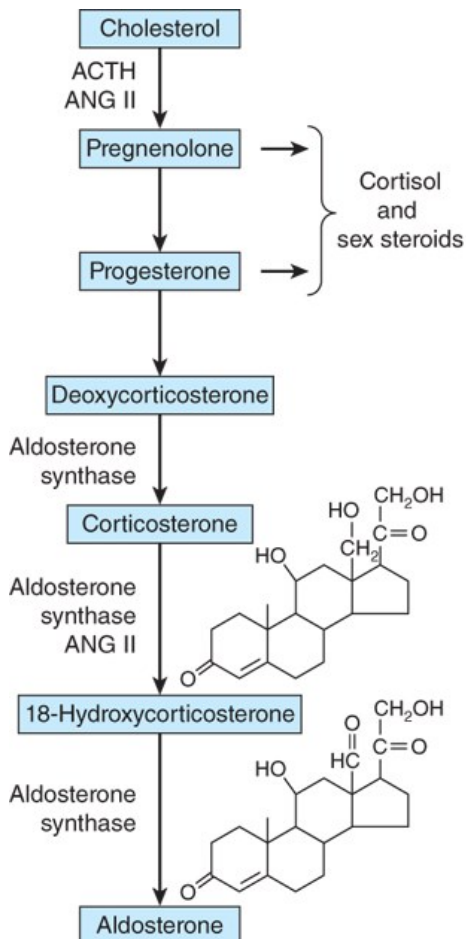 Cholesterol
ACTH
ANG II
Pregnenolone
Cortisol
and
sex steroids
Progesterone
Deoxycorticosterone
Aldosterone
synthase
Corticosterone
HO
CH₂OH
C=O
HO
CH₂
O
Aldosterone
synthase
ANG II
18-Hydroxycorticosterone
O
CH₂OH
HC
C=O
HO
O
Aldosterone
synthase
Aldosterone